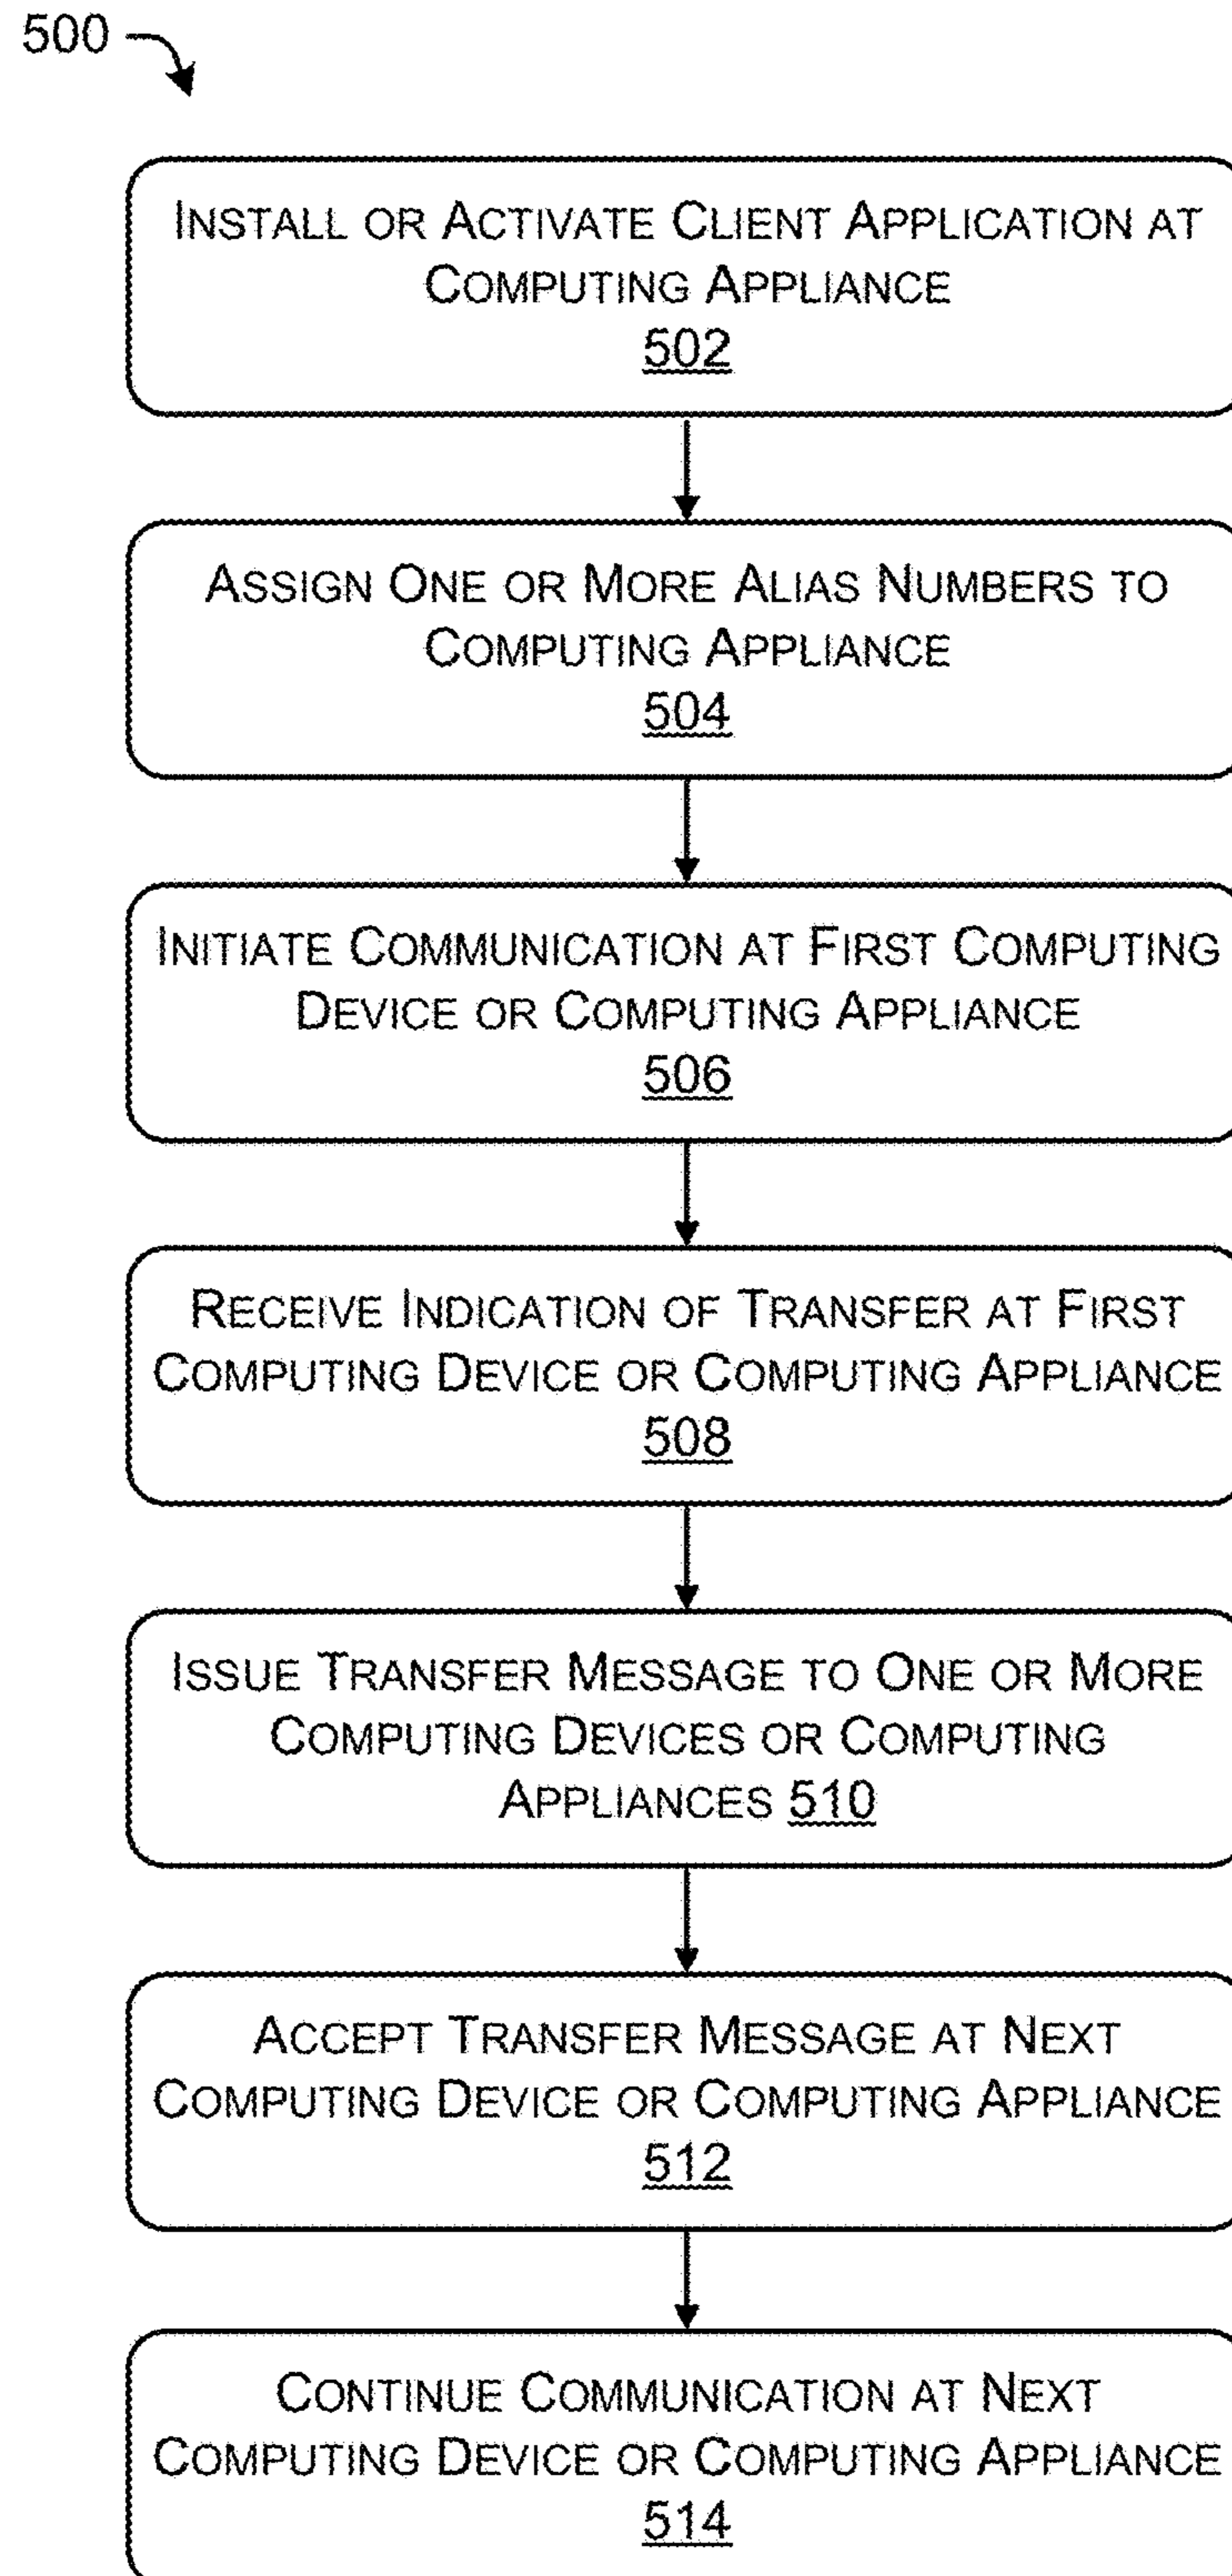 500
INSTALL OR ACTIVATE CLIENT APPLICATION AT
COMPUTING APPLIANCE
502
ASSIGN ONE OR MORE ALIAS NUMBERS TO
COMPUTING APPLIANCE
504
INITIATE COMMUNICATION AT FIRST COMPUTING
DEVICE OR COMPUTING APPLIANCE
506
RECEIVE INDICATION OF TRANSFER AT FIRST
COMPUTING DEVICE OR COMPUTING APPLIANCE
508
ISSUE TRANSFER MESSAGE TO ONE OR MORE
COMPUTING DEVICES OR COMPUTING
APPLIANCES 510
ACCEPT TRANSFER MESSAGE AT NEXT
COMPUTING DEVICE OR COMPUTING APPLIANCE
512
CONTINUE COMMUNICATION AT NEXT
COMPUTING DEVICE OR COMPUTING APPLIANCE
514